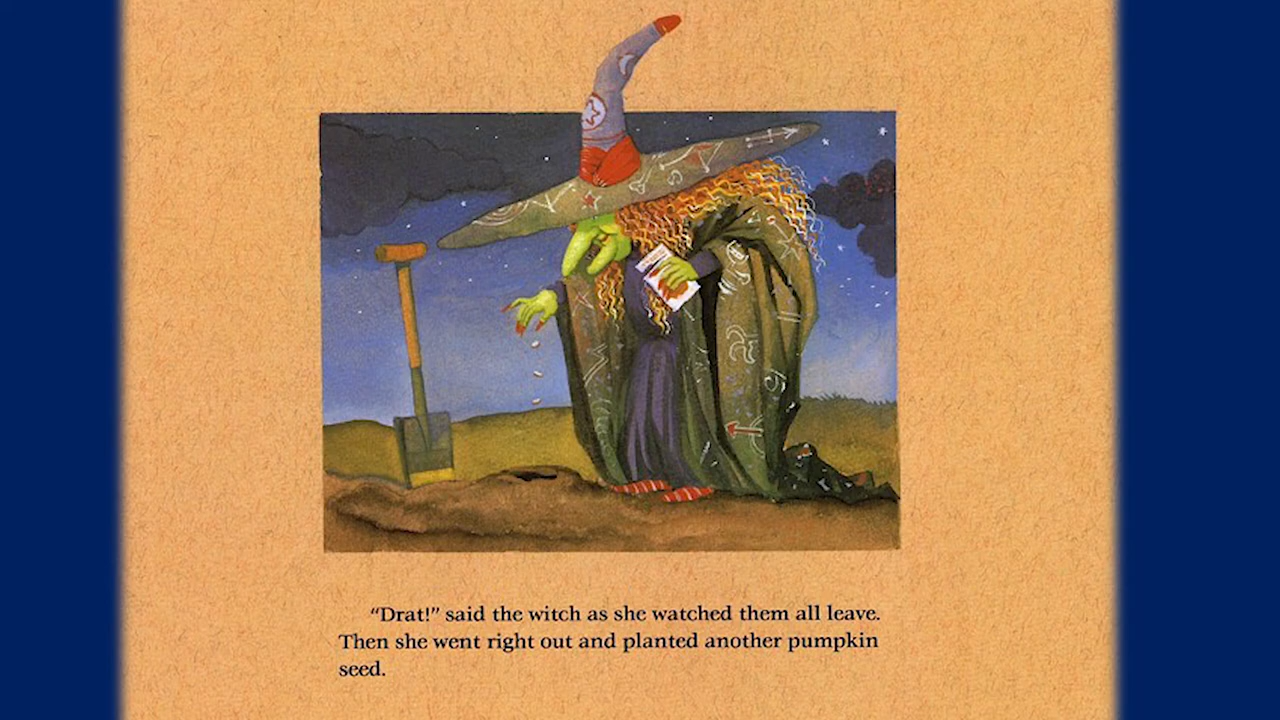 “Drat!” said the witch as she watched them all leave.
Then she went right out and planted another pumpkin
seed.